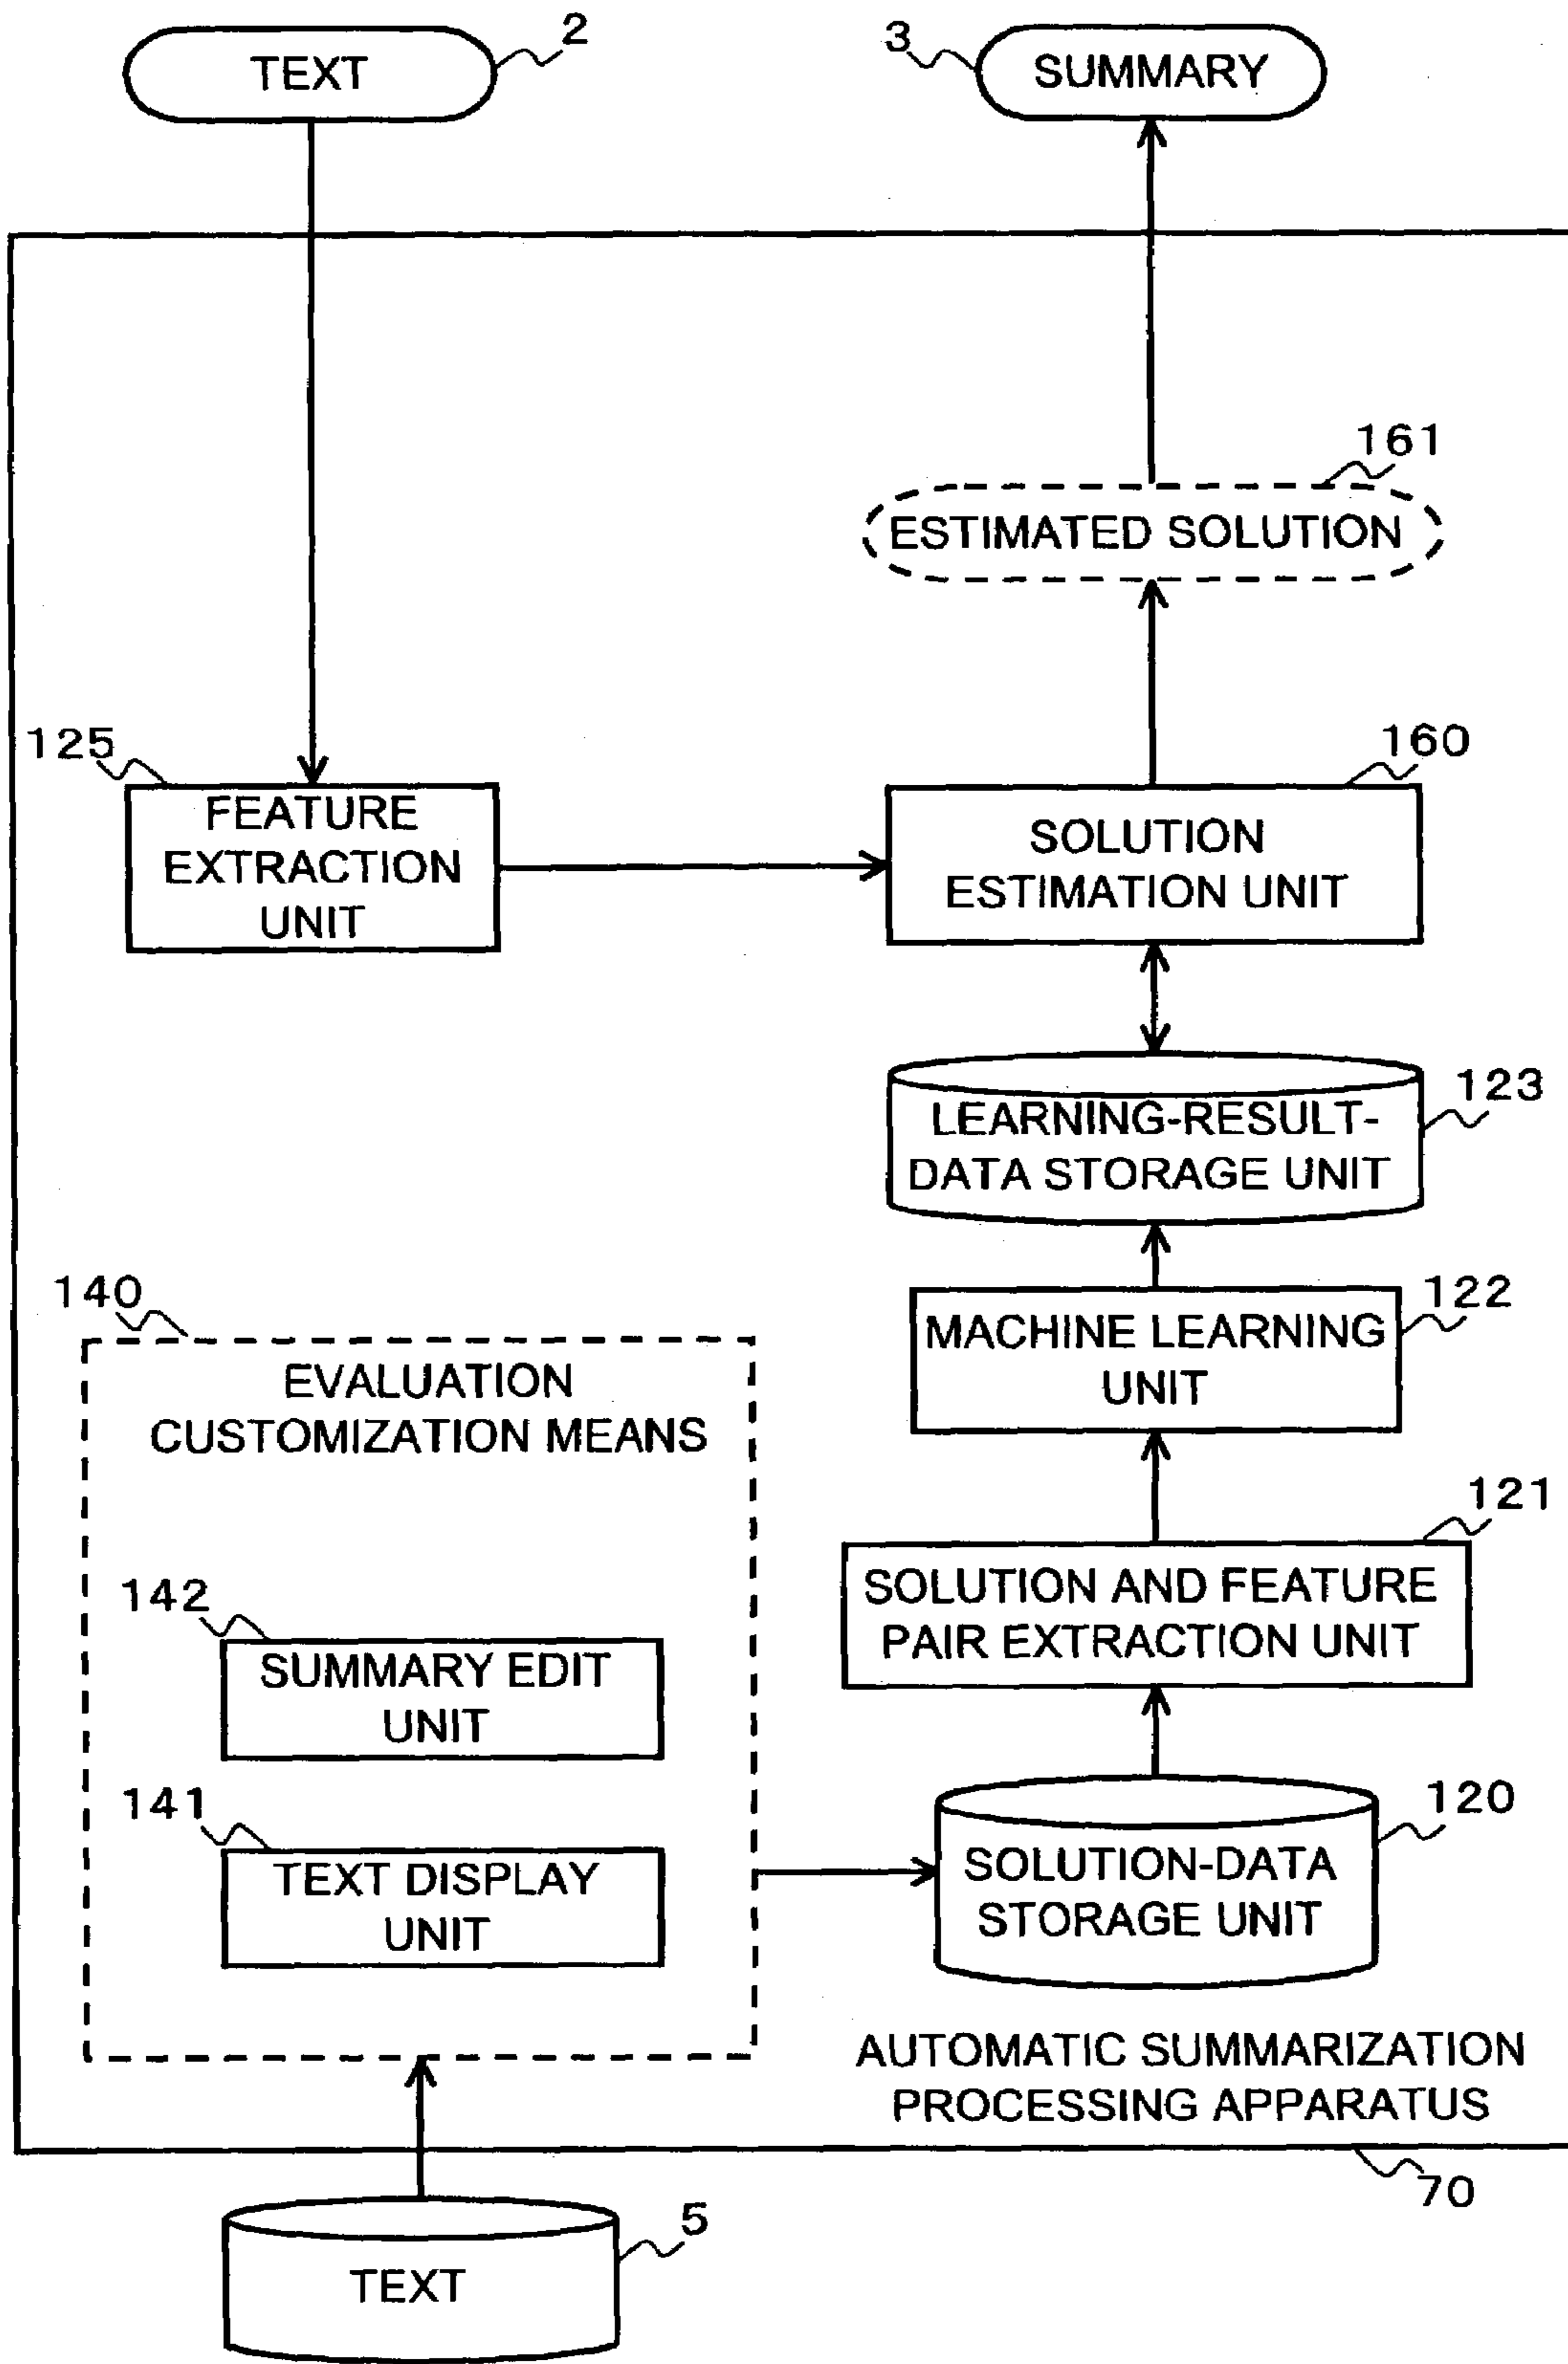 2
TEXT
3
SUMMARY
161
ESTIMATED SOLUTION
125
FEATURE
EXTRACTION
UNIT
160
SOLUTION
ESTIMATION UNIT
123
LEARNING-RESULT-
DATA STORAGE UNIT
122
MACHINE LEARNING
UNIT
140
EVALUATION
CUSTOMIZATION MEANS
121
SOLUTION AND FEATURE
PAIR EXTRACTION UNIT
142
SUMMARY EDIT
UNIT
141
TEXT DISPLAY
UNIT
120
SOLUTION-DATA
STORAGE UNIT
AUTOMATIC SUMMARIZATION
PROCESSING APPARATUS
70
5
TEXT